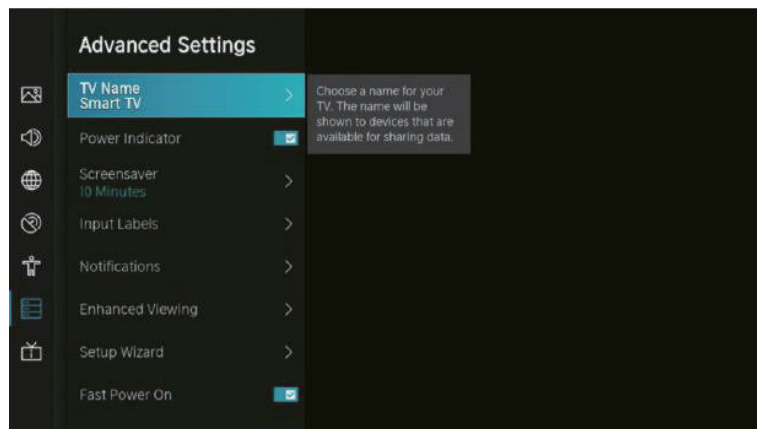 Advanced Settings
TV Name
Smart TV
Choose a name for your
TV. The name will be
shown to devices that are
available for sharing data.
Power Indicator
Screensaver
10 Minutes
Input Labels
Notifications
Enhanced Viewing
Setup Wizard
Fast Power On